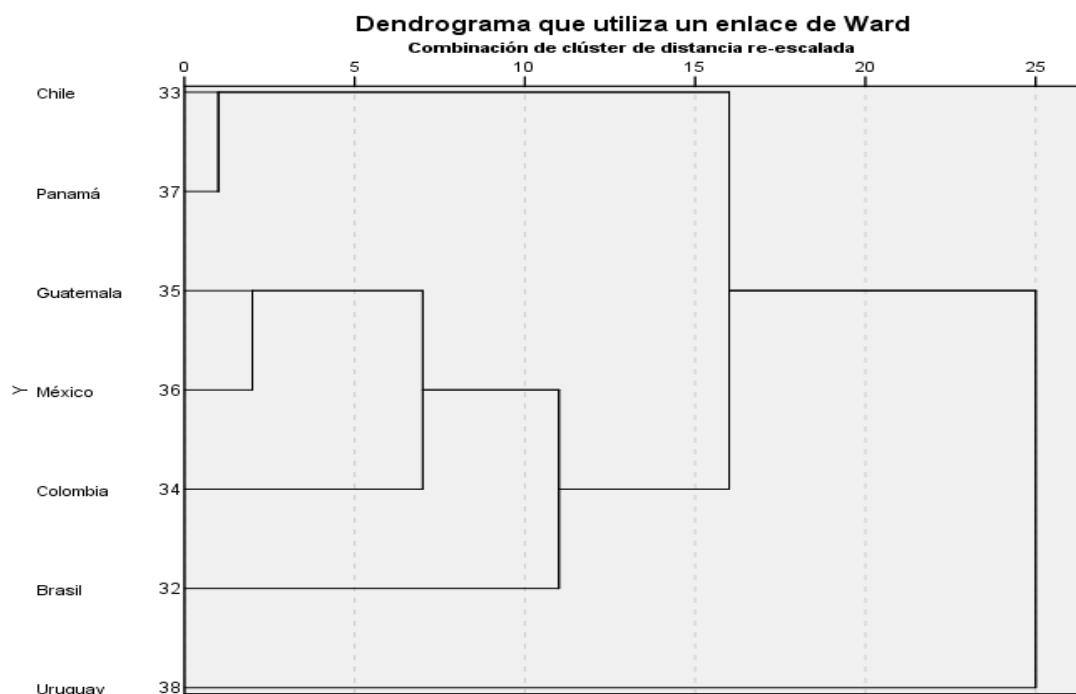 Dendrograma que utiliza un enlace de Ward
Combinación de clúster de distancia re-escalada
0 5 10 15 20 25
Chile 33
Panamá 37
Guatemala 35
Y México 36
Colombia 34
Brasil 32
Uruguay 38